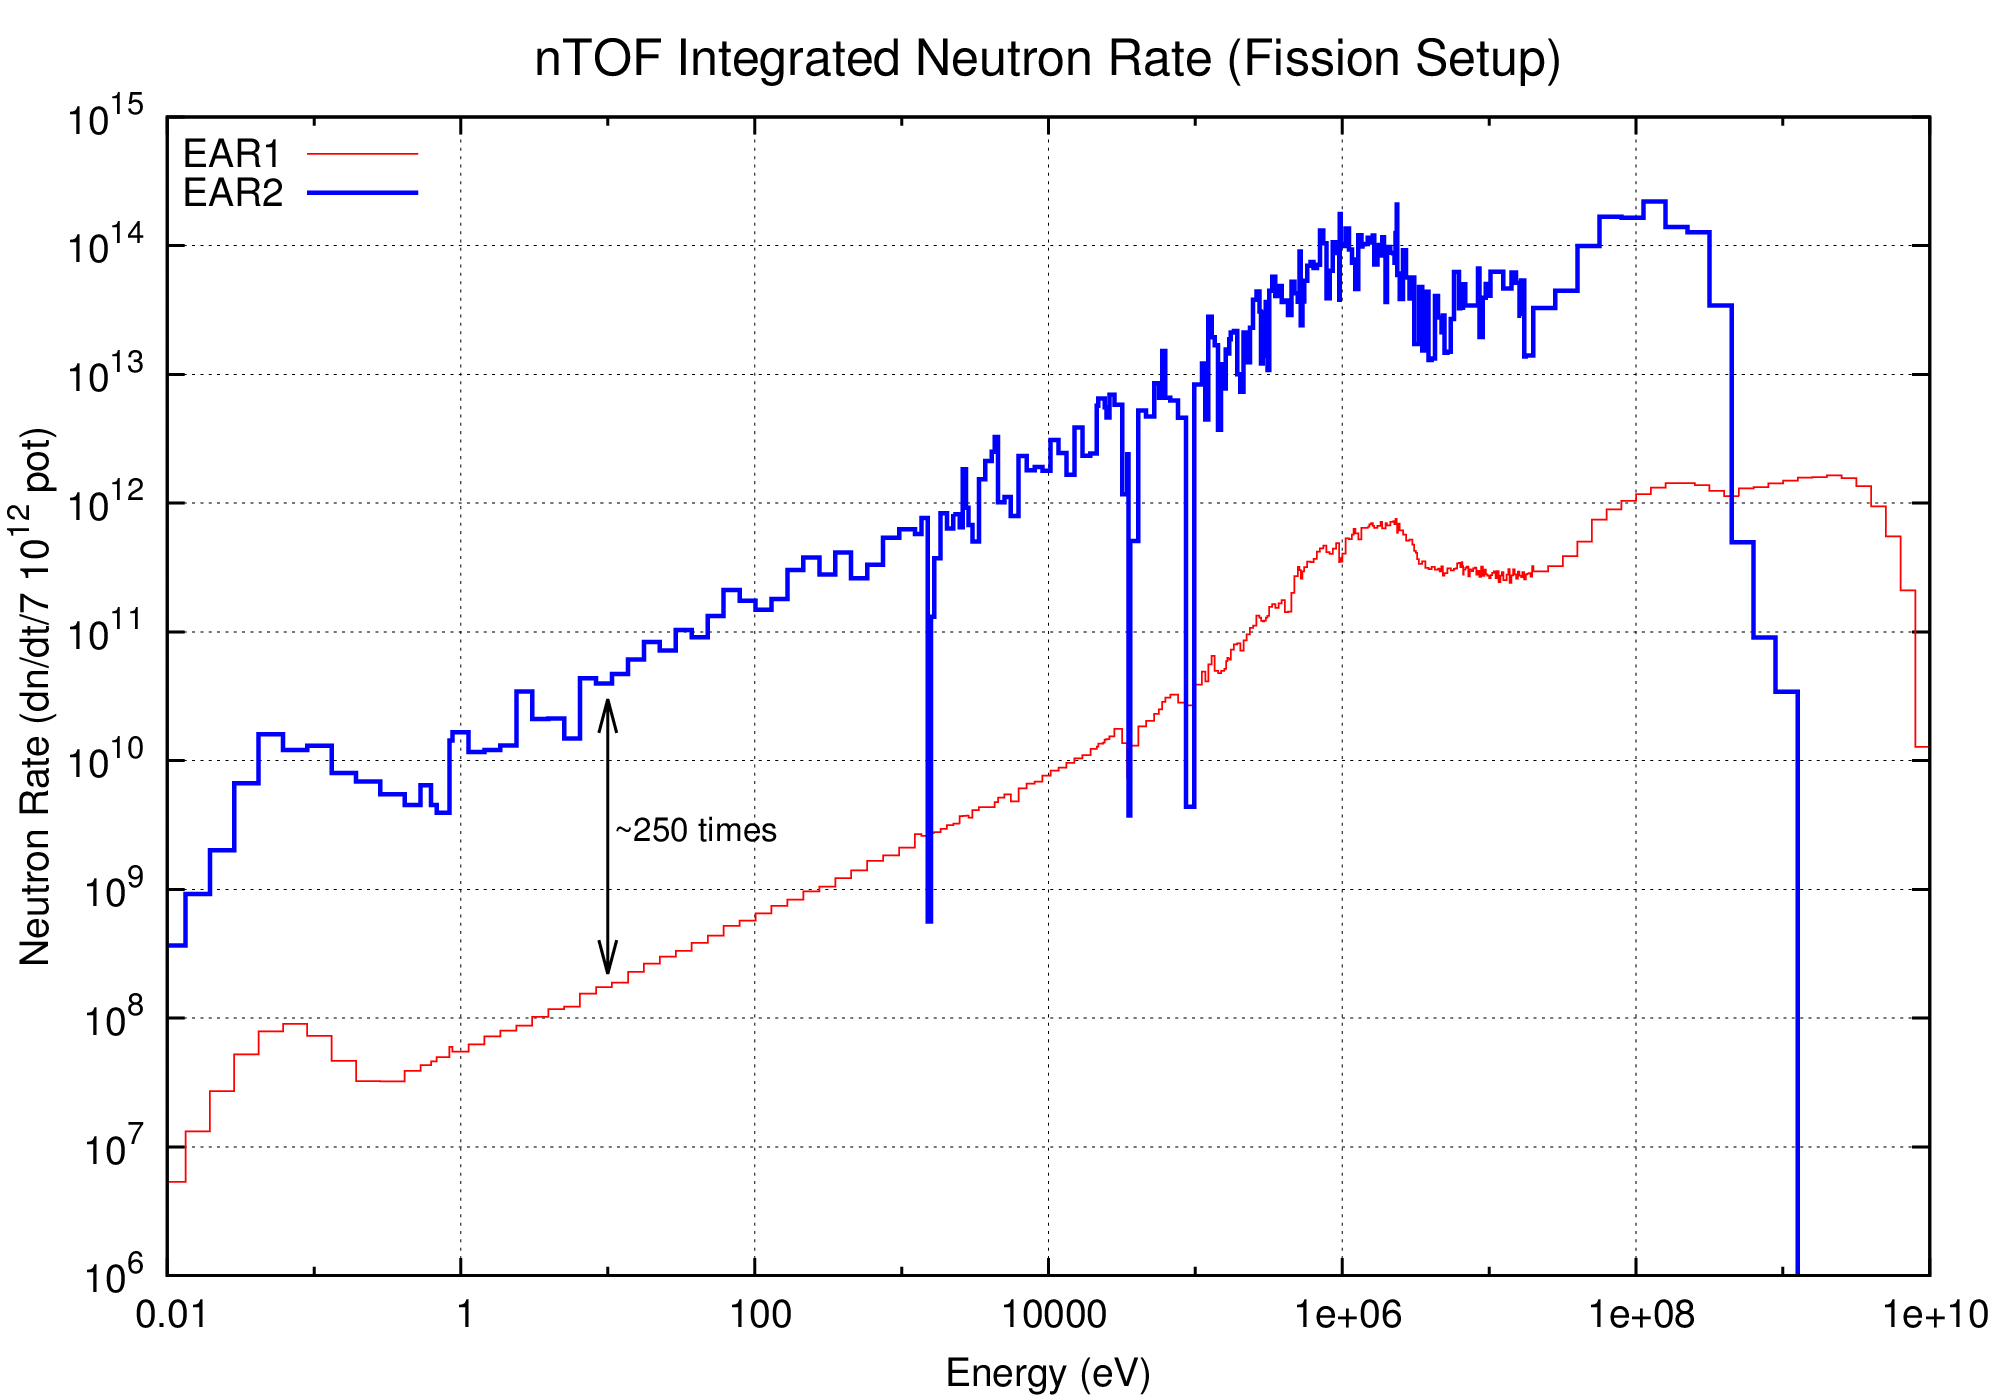 nTOF Integrated Neutron Rate (Fission Setup)
EAR1
EAR2
10^15
10^14
10^13
10^12
10^11
10^10
10^9
10^8
10^7
10^6
Neutron Rate (dn/dt/7 10^12 pot)
~250 times
0.01 1 100 10000 1e+06 1e+08 1e+10
Energy (eV)